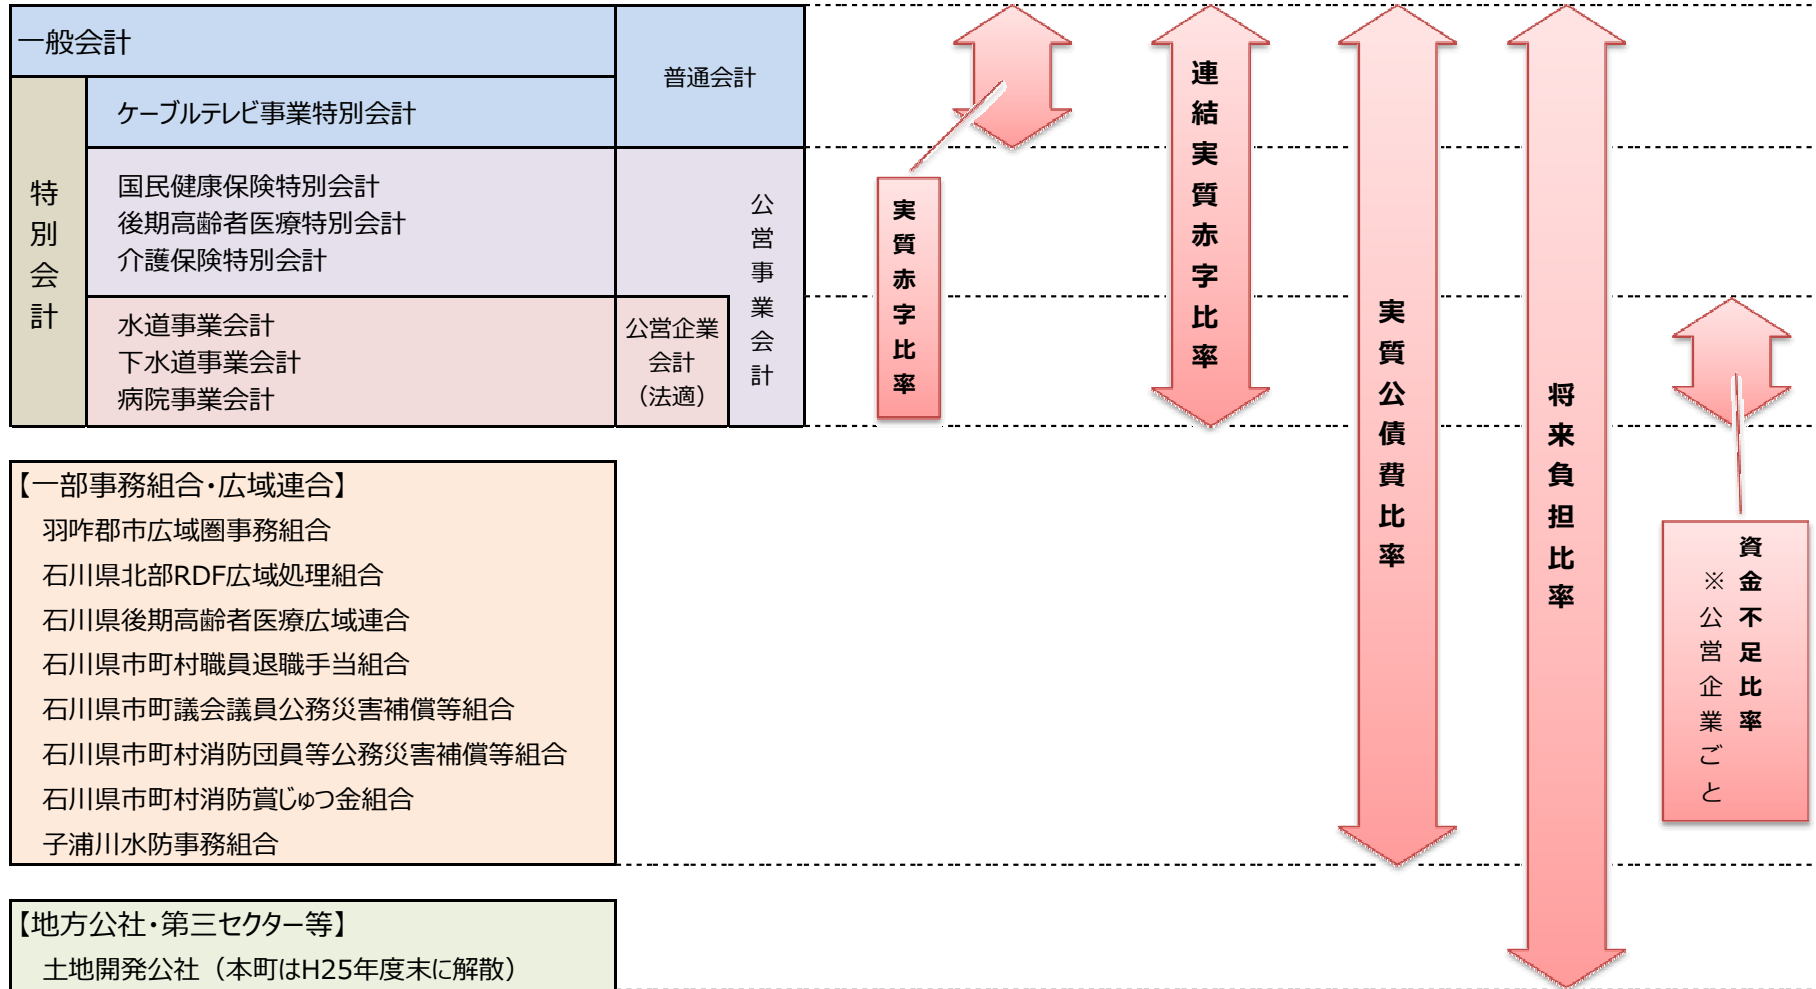 一般会計
普通会計
ケーブルテレビ事業特別会計
特別会計
国民健康保険特別会計
後期高齢者医療特別会計
介護保険特別会計
公営事業会計
水道事業会計
下水道事業会計
病院事業会計
公営企業
会計
（法適）
実質赤字比率
連結実質赤字比率
実質公債費比率
将来負担比率
資金不足比率
※公営企業ごと
【一部事務組合・広域連合】
羽咋郡市広域圏事務組合
石川県北部RDF広域処理組合
石川県後期高齢者医療広域連合
石川県市町村職員退職手当組合
石川県市町議会議員公務災害補償等組合
石川県市町村消防団員等公務災害補償等組合
石川県市町村消防賞じゅつ金組合
子浦川水防事務組合
【地方公社・第三セクター等】
土地開発公社（本町はH25年度末に解散）